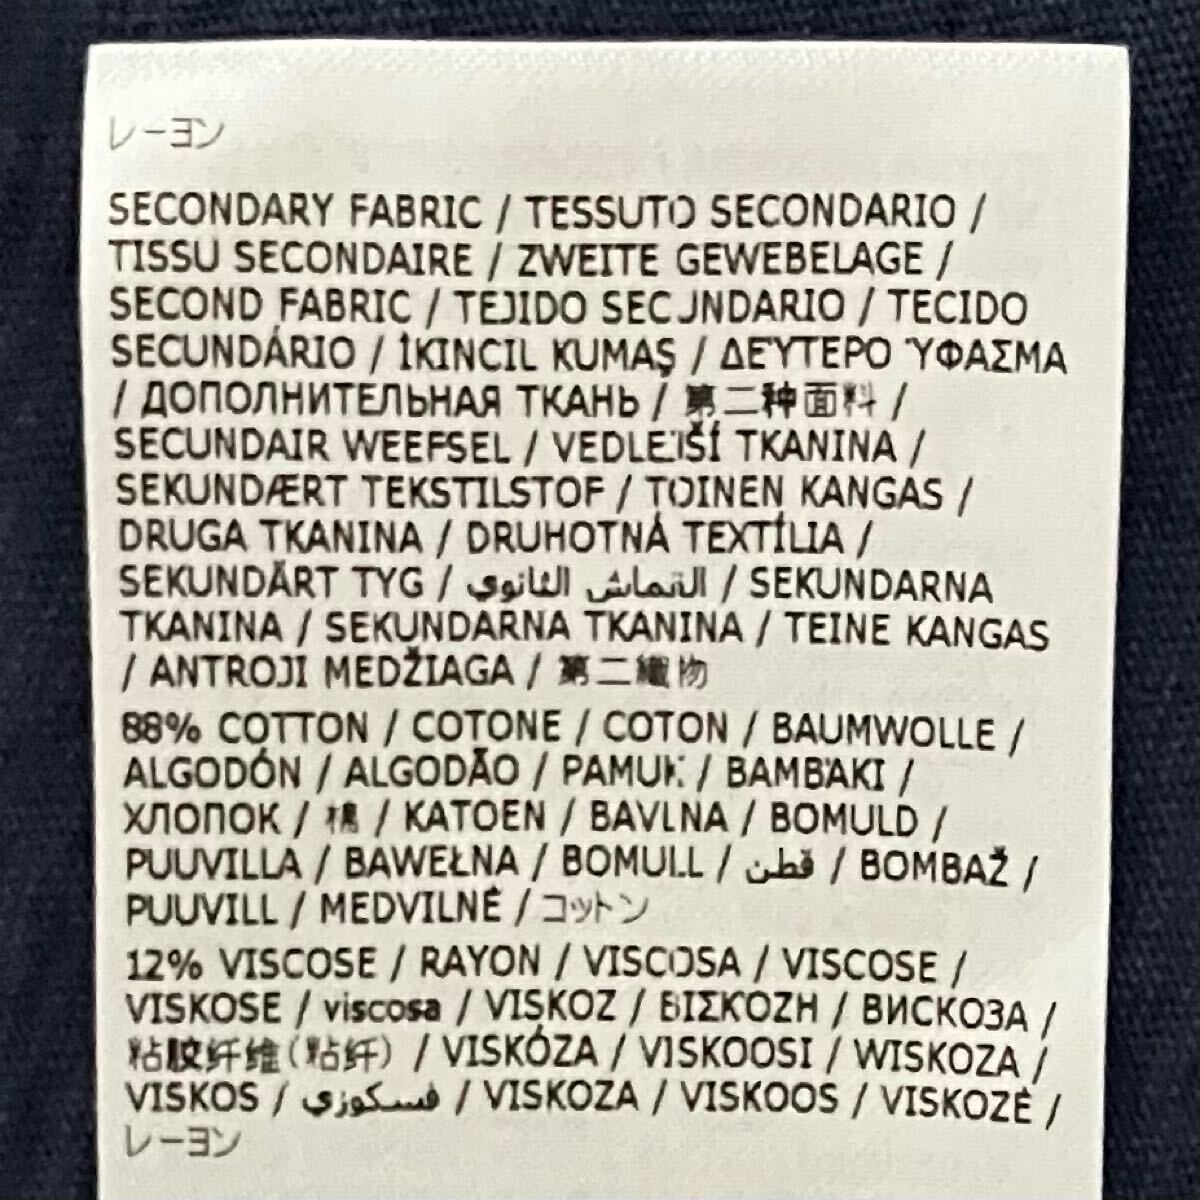 レーヨン
SECONDARY FABRIC / TESSUTO SECONDARIO /
TISSU SECONDAIRE / ZWEITE GEWEBELAGE /
SECOND FABRIC / TEJIDO SECUNDARIO / TECIDO
SECUNDÁRIO / İKINCIL KUMAŞ / ΔΕΎΤΕΡΟ ΎΦΑΣΜΑ
/ ДОПОЛНИТЕЛЬНАЯ ТКАНЬ / 第二种面料 /
SECUNDAIR WEEFSEL / VEDLEJŠÍ TKANINA /
SEKUNDÆRT TEKSTILSTOF / TOINEN KANGAS /
DRUGA TKANINA / DRUHOTNÁ TEXTÍLIA /
SEKUNDÄRT TYG / القماش الثانوي / SEKUNDARNA
TKANINA / SEKUNDARNA TKANINA / TEINE KANGAS
/ ANTROJI MEDŽIAGA / 第二織物
88% COTTON / COTONE / COTON / BAUMWOLLE /
ALGODÓN / ALGODÃO / PAMUK / ΒΑΜΒΆΚΙ /
ХЛОПОК / 棉 / KATOEN / BAVLNA / BOMULD /
PUUVILLA / BAWEŁNA / BOMULL / قطن / BOMBAŽ /
PUUVILL / MEDVILNĖ / コットン
12% VISCOSE / RAYON / VISCOSA / VISCOSE /
VISKOSE / viscosa / VISKOZ / ΒΙΣΚΌΖΗ / ВИСКОЗА /
粘胶纤维(粘纤) / VISKÓZA / VISKOOSI / WISKOZA /
VISKOS / فسكوزي / VISKOZA / VISKOOS / VISKOZĖ /
レーヨン